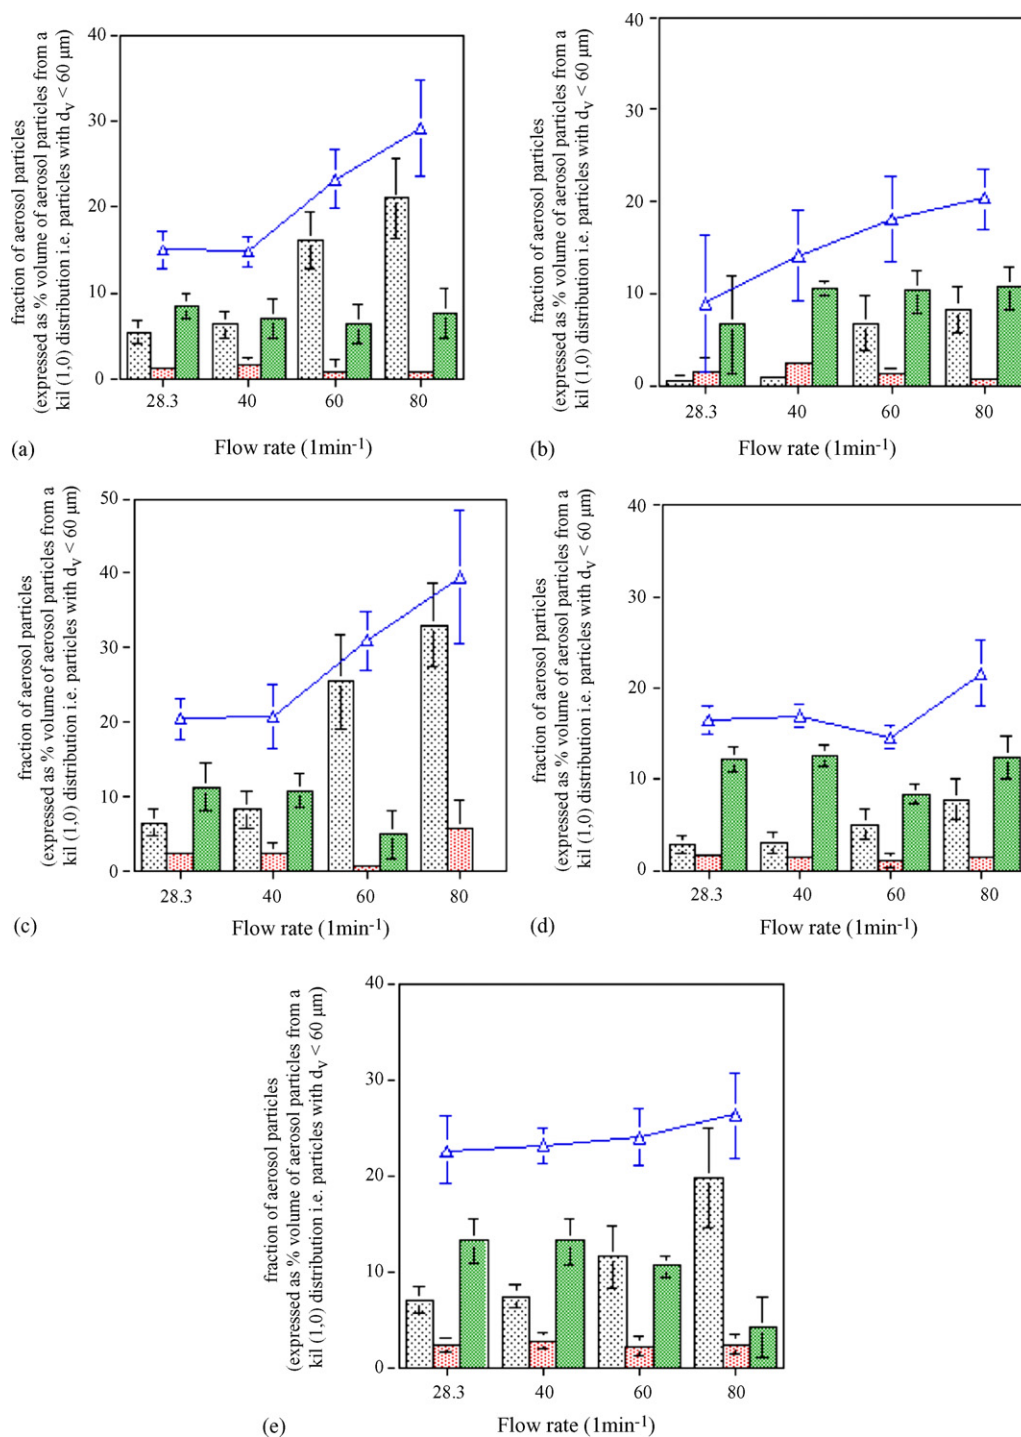 fraction of aerosol particles
(expressed as % volume of aerosol particles from a
kil (1,0) distribution i.e. particles with dv < 60 µm)
40
30
20
10
0
28.3 40 60 80
(a) Flow rate (1min-1)
fraction of aerosol particles
(expressed as % volume of aerosol particles from a
kil (1,0) distribution i.e. particles with dv < 60 µm)
40
30
20
10
0
28.3 40 60 80
(b) Flow rate (1min-1)
fraction of aerosol particles
(expressed as % volume of aerosol particles from a
kil (1,0) distribution i.e. particles with dv < 60 µm)
50
40
30
20
10
0
28.3 40 60 80
(c) Flow rate (1min-1)
fraction of aerosol particles
(expressed as % volume of aerosol particles from a
kil (1,0) distribution i.e. particles with dv < 60 µm)
40
30
20
10
0
28.3 40 60 80
(d) Flow rate (1min-1)
fraction of aerosol particles
(expressed as % volume of aerosol particles from a
kil (1,0) distribution i.e. particles with dv < 60 µm)
40
30
20
10
0
28.3 40 60 80
(e) Flow rate (1min-1)